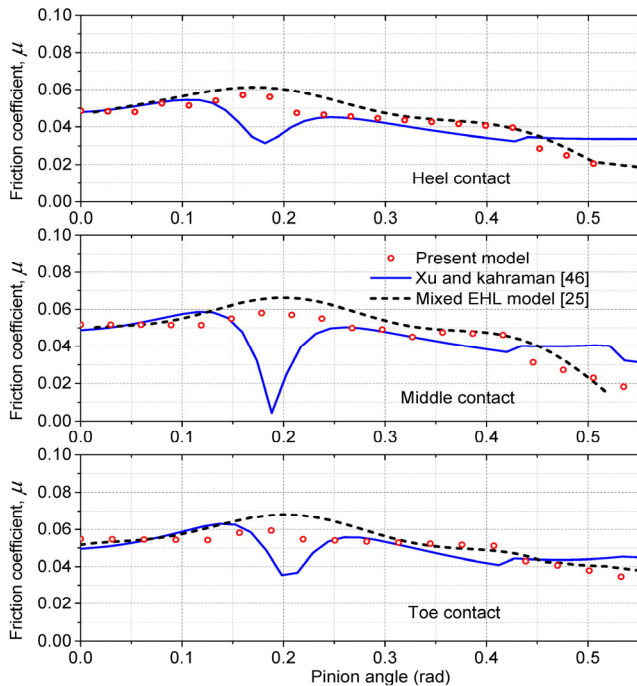 0.10
0.08
0.06
0.04
0.02
0.00
Friction coefficient, μ
Heel contact
0.0 0.1 0.2 0.3 0.4 0.5
0.10
0.08
0.06
0.04
0.02
0.00
Friction coefficient, μ
Present model
Xu and kahraman [46]
Mixed EHL model [25]
Middle contact
0.0 0.1 0.2 0.3 0.4 0.5
0.10
0.08
0.06
0.04
0.02
0.00
Friction coefficient, μ
Toe contact
0.0 0.1 0.2 0.3 0.4 0.5
Pinion angle (rad)